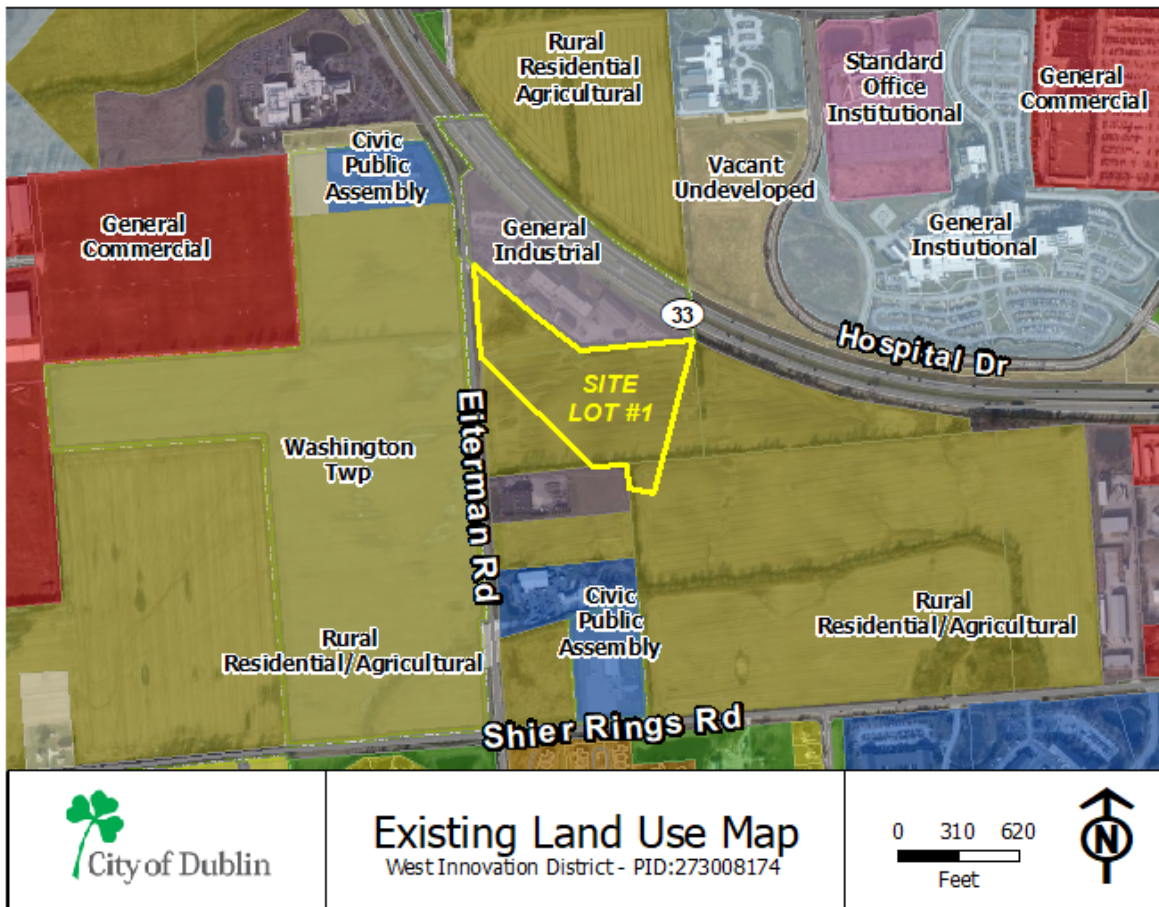 Rural
Residential
Agricultural
Standard
Office
Institutional
General
Commercial
Civic
Public
Assembly
Vacant
Undeveloped
General
Commercial
General
Industrial
General
Instiutional
33
Hospital Dr
SITE
LOT #1
Eiterman Rd
Washington
Twp
Civic
Public
Assembly
Rural
Residential/Agricultural
Rural
Residential/Agricultural
Shier Rings Rd
City of Dublin
Existing Land Use Map
West Innovation District - PID:273008174
0 310 620
Feet
N